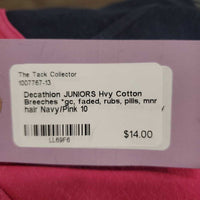 The Tack Collector
1007767-13
Decathlon JUNIORS Hvy Cotton
Breeches *gc, faded, rubs, pills, mnr
hair Navy/Pink 10
$14.00
LL69F6